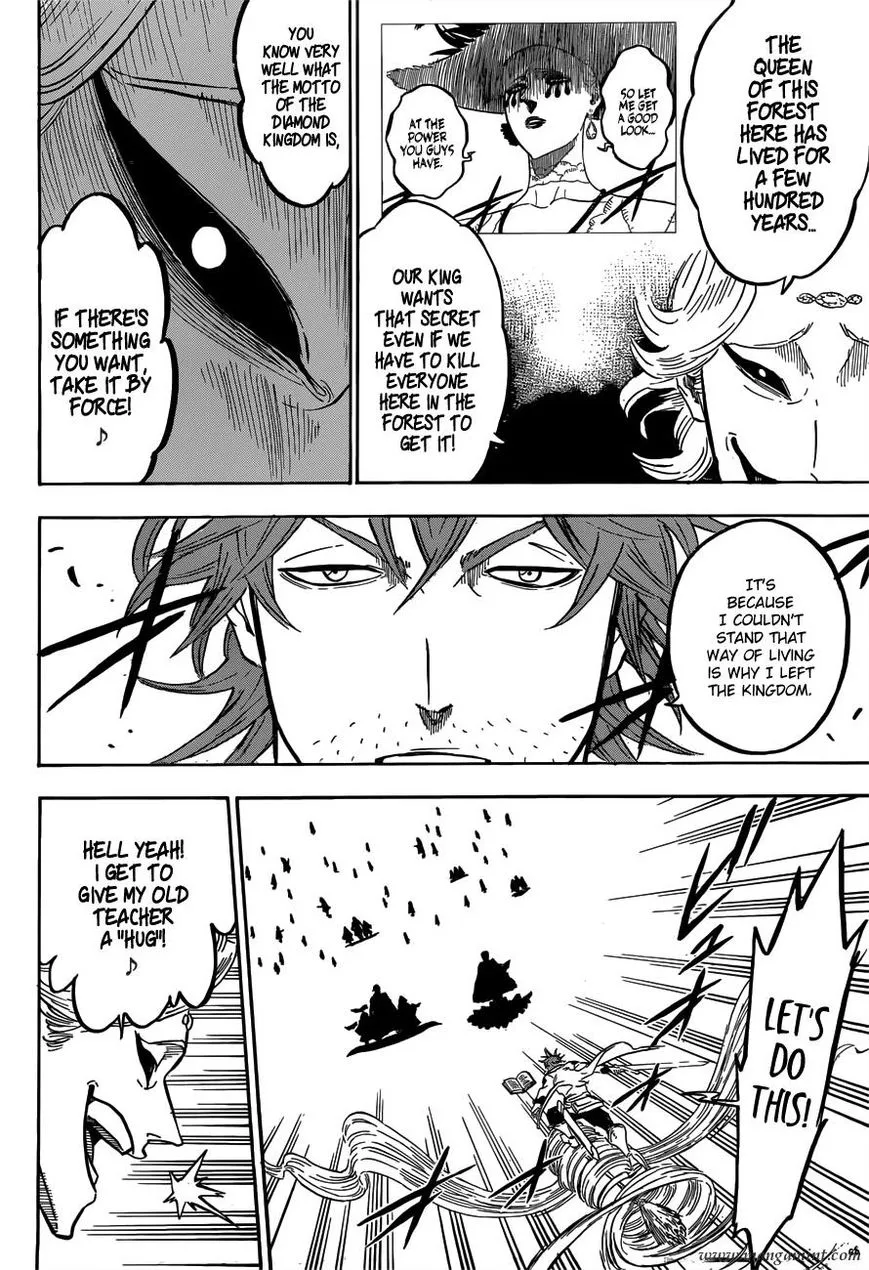 THE
QUEEN
OF THIS
FOREST
HERE HAS
LIVED FOR
A FEW
HUNDRED
YEARS...
SO LET
ME GET
A GOOD
LOOK...
AT THE
POWER
YOU GUYS
HAVE.
OUR KING
WANTS
THAT SECRET
EVEN IF WE
HAVE TO KILL
EVERYONE
HERE IN THE
FOREST TO
GET IT!
YOU
KNOW VERY
WELL WHAT
THE MOTTO
OF THE
DIAMOND
KINGDOM IS,
IF THERE'S
SOMETHING
YOU WANT,
TAKE IT BY
FORCE!
♪
IT'S
BECAUSE
I COULDN'T
STAND THAT
WAY OF LIVING
IS WHY I LEFT
THE KINGDOM.
LET'S
DO
THIS!
HELL YEAH!
I GET TO
GIVE MY OLD
TEACHER
A "HUG"!
♪